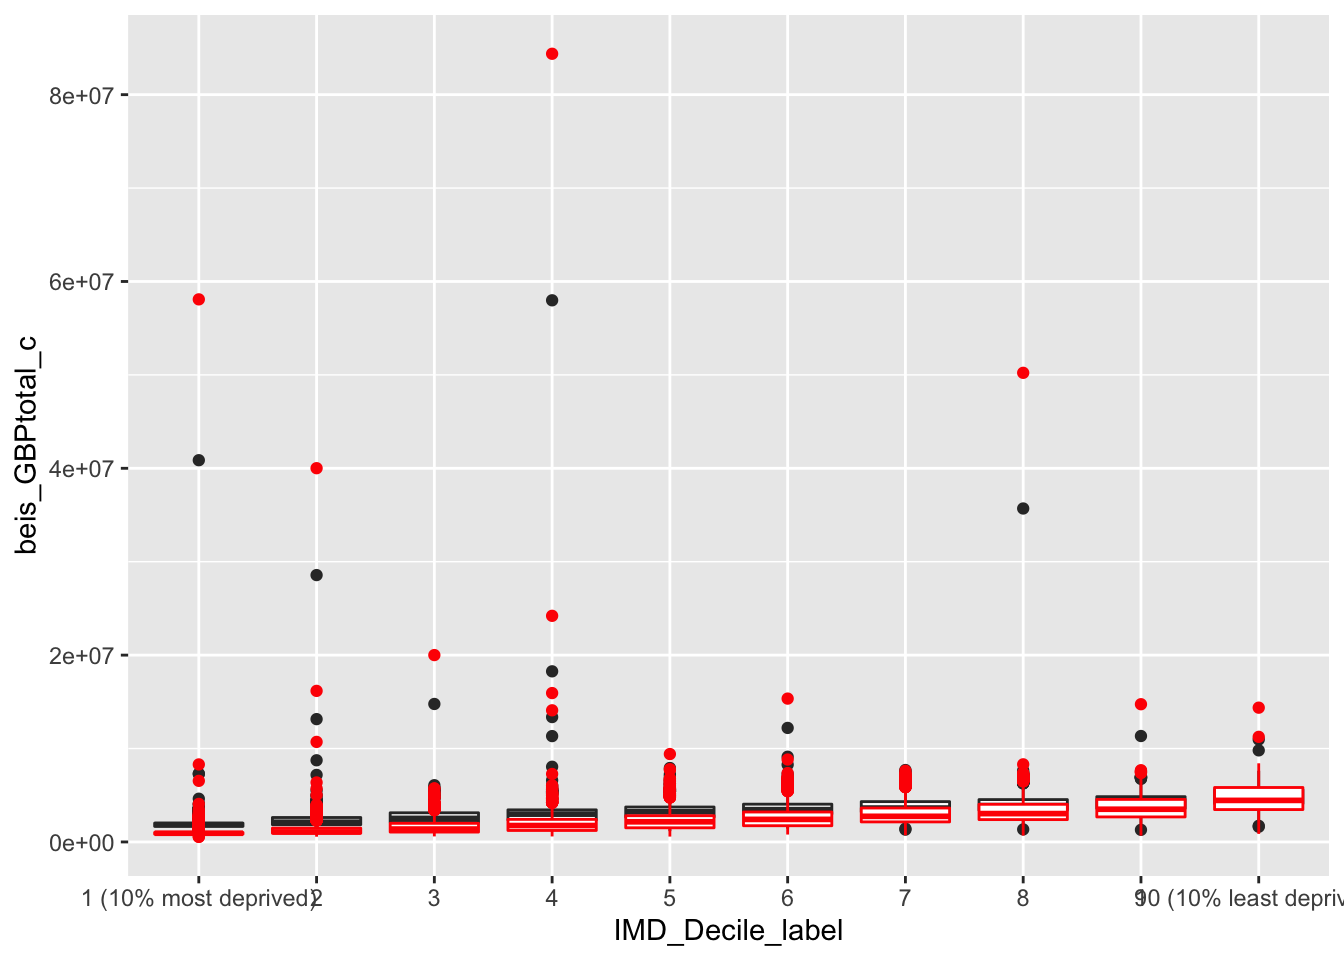 8e+07
6e+07
4e+07
2e+07
0e+00
beis_GBPtotal_c
1 (10% most deprived)
2
3
4
5
6
7
8
9
10 (10% least depriv
IMD_Decile_label